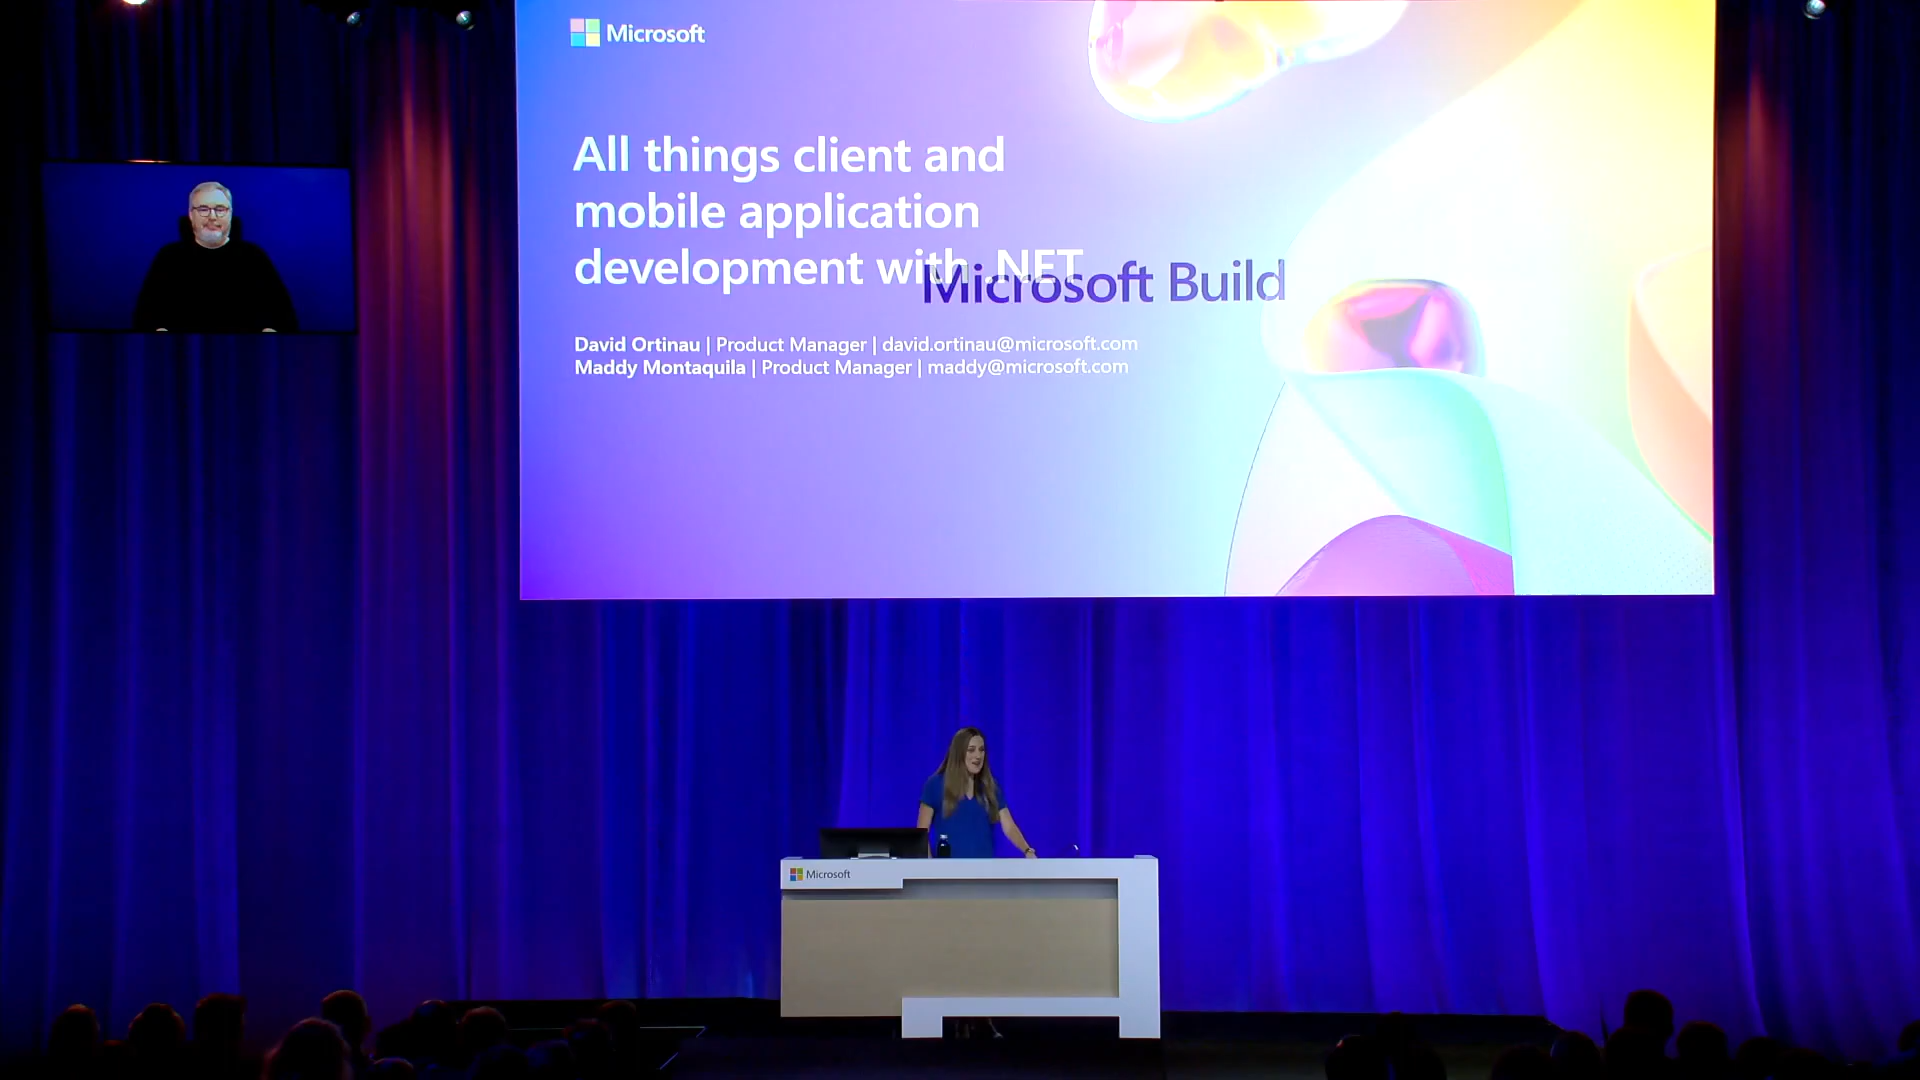 Microsoft
All things client and
mobile application
development with .NET
Microsoft Build
David Ortinau | Product Manager | david.ortinau@microsoft.com
Maddy Montaquila | Product Manager | maddy@microsoft.com
Microsoft